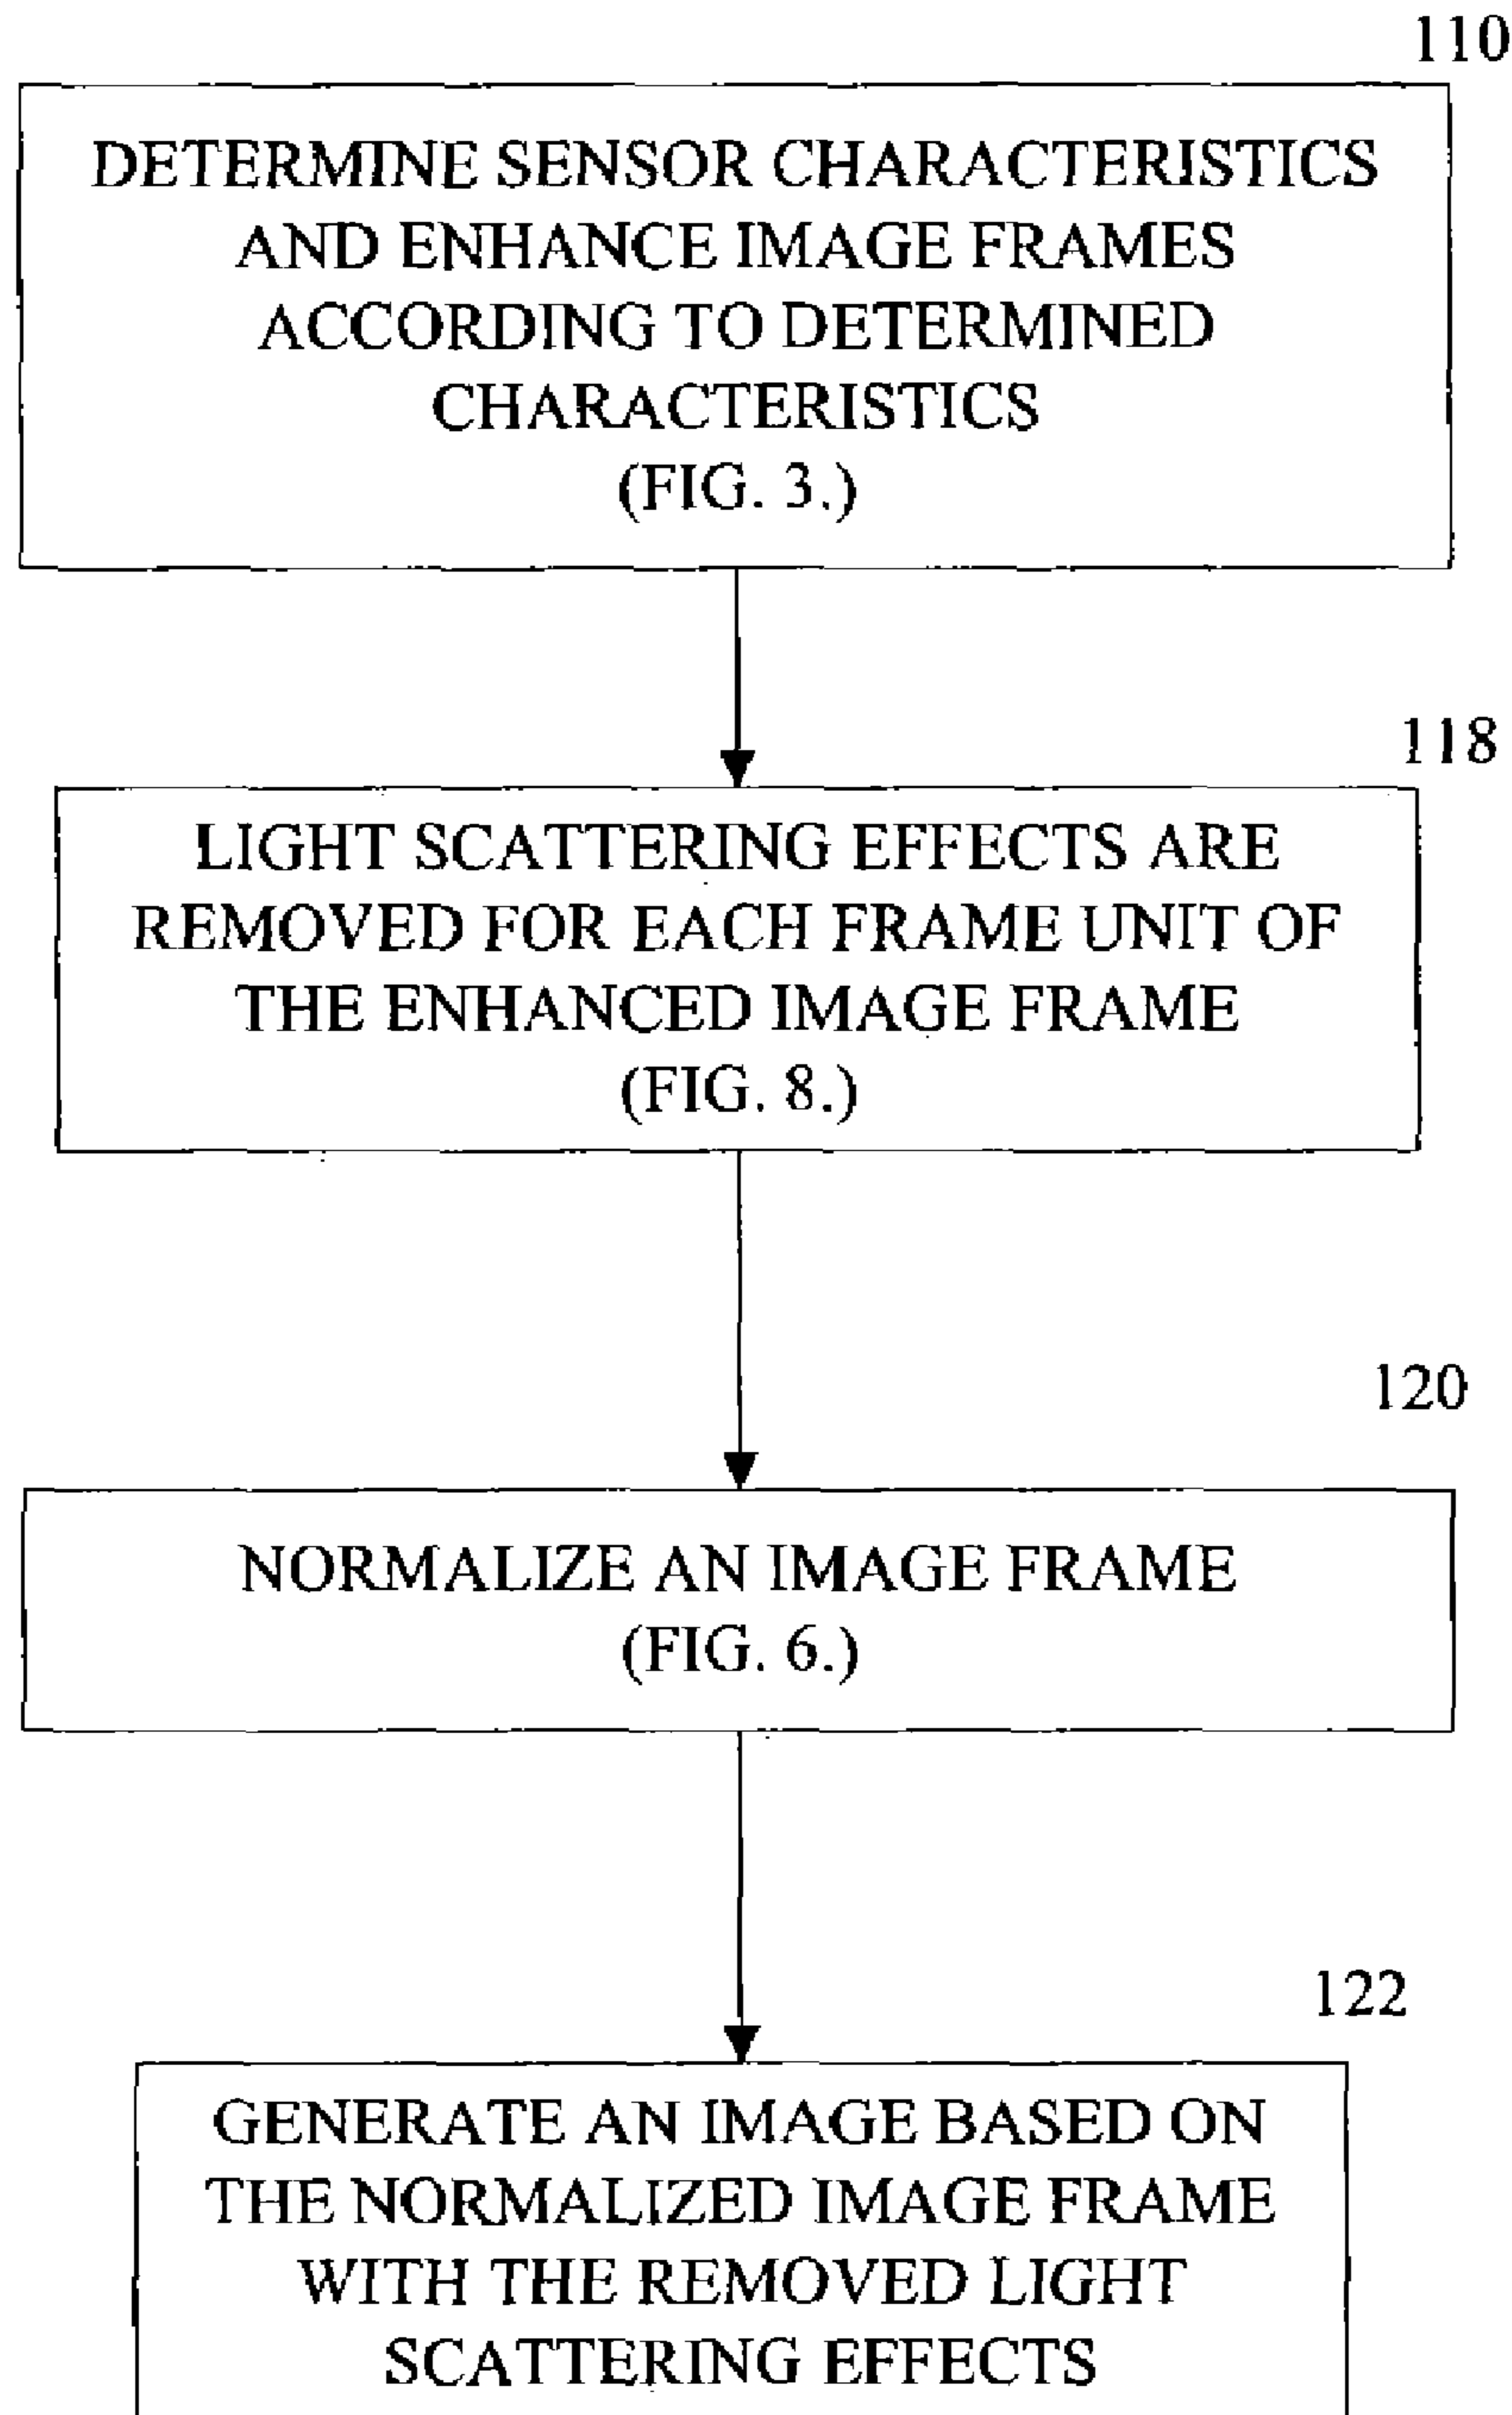 110
DETERMINE SENSOR CHARACTERISTICS
AND ENHANCE IMAGE FRAMES
ACCORDING TO DETERMINED
CHARACTERISTICS
(FIG. 3.)
118
LIGHT SCATTERING EFFECTS ARE
REMOVED FOR EACH FRAME UNIT OF
THE ENHANCED IMAGE FRAME
(FIG. 8.)
120
NORMALIZE AN IMAGE FRAME
(FIG. 6.)
122
GENERATE AN IMAGE BASED ON
THE NORMALIZED IMAGE FRAME
WITH THE REMOVED LIGHT
SCATTERING EFFECTS